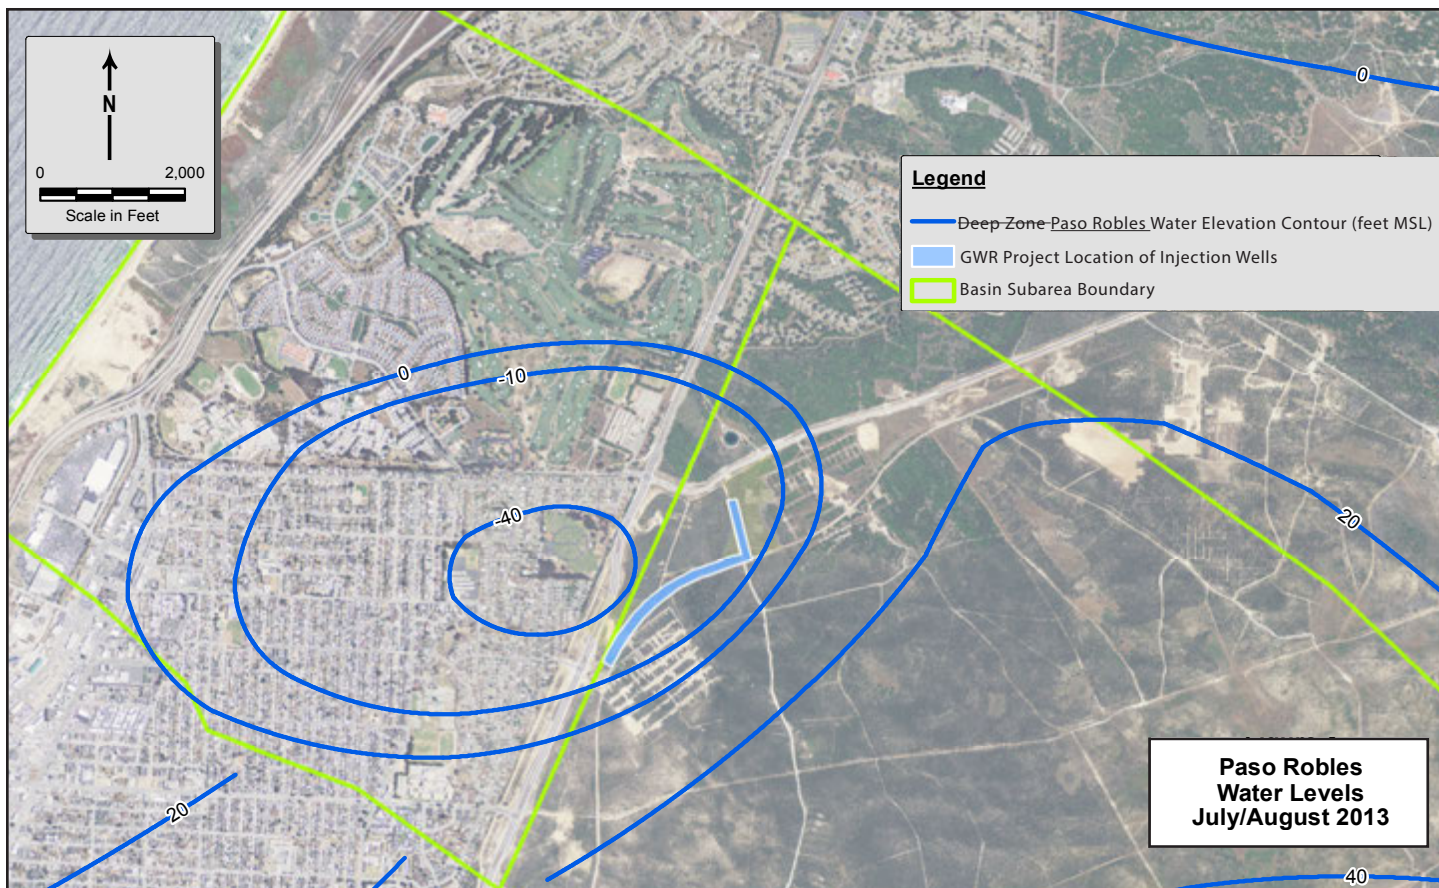 N
0 2,000
Scale in Feet
0
Legend
Deep Zone Paso Robles Water Elevation Contour (feet MSL)
GWR Project Location of Injection Wells
Basin Subarea Boundary
0
-10
-40
20
20
Paso Robles
Water Levels
July/August 2013
40